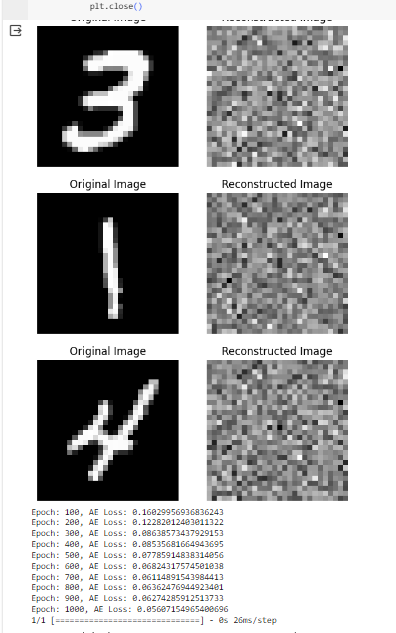 plt.close()
Original Image Reconstructed Image
3
Original Image Reconstructed Image
1
Original Image Reconstructed Image
4
Epoch: 100, AE Loss: 0.16029956936836243
Epoch: 200, AE Loss: 0.12282012403011322
Epoch: 300, AE Loss: 0.08638573437929153
Epoch: 400, AE Loss: 0.08535681664943695
Epoch: 500, AE Loss: 0.07785914838314056
Epoch: 600, AE Loss: 0.06824317574501038
Epoch: 700, AE Loss: 0.06114891543984413
Epoch: 800, AE Loss: 0.06362476944923401
Epoch: 900, AE Loss: 0.06274285912513733
Epoch: 1000, AE Loss: 0.05607154965400696
1/1 [==============================] - 0s 26ms/step